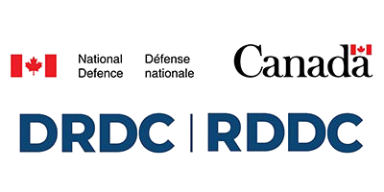 National Défense
Defence nationale
Canada
DRDC | RDDC